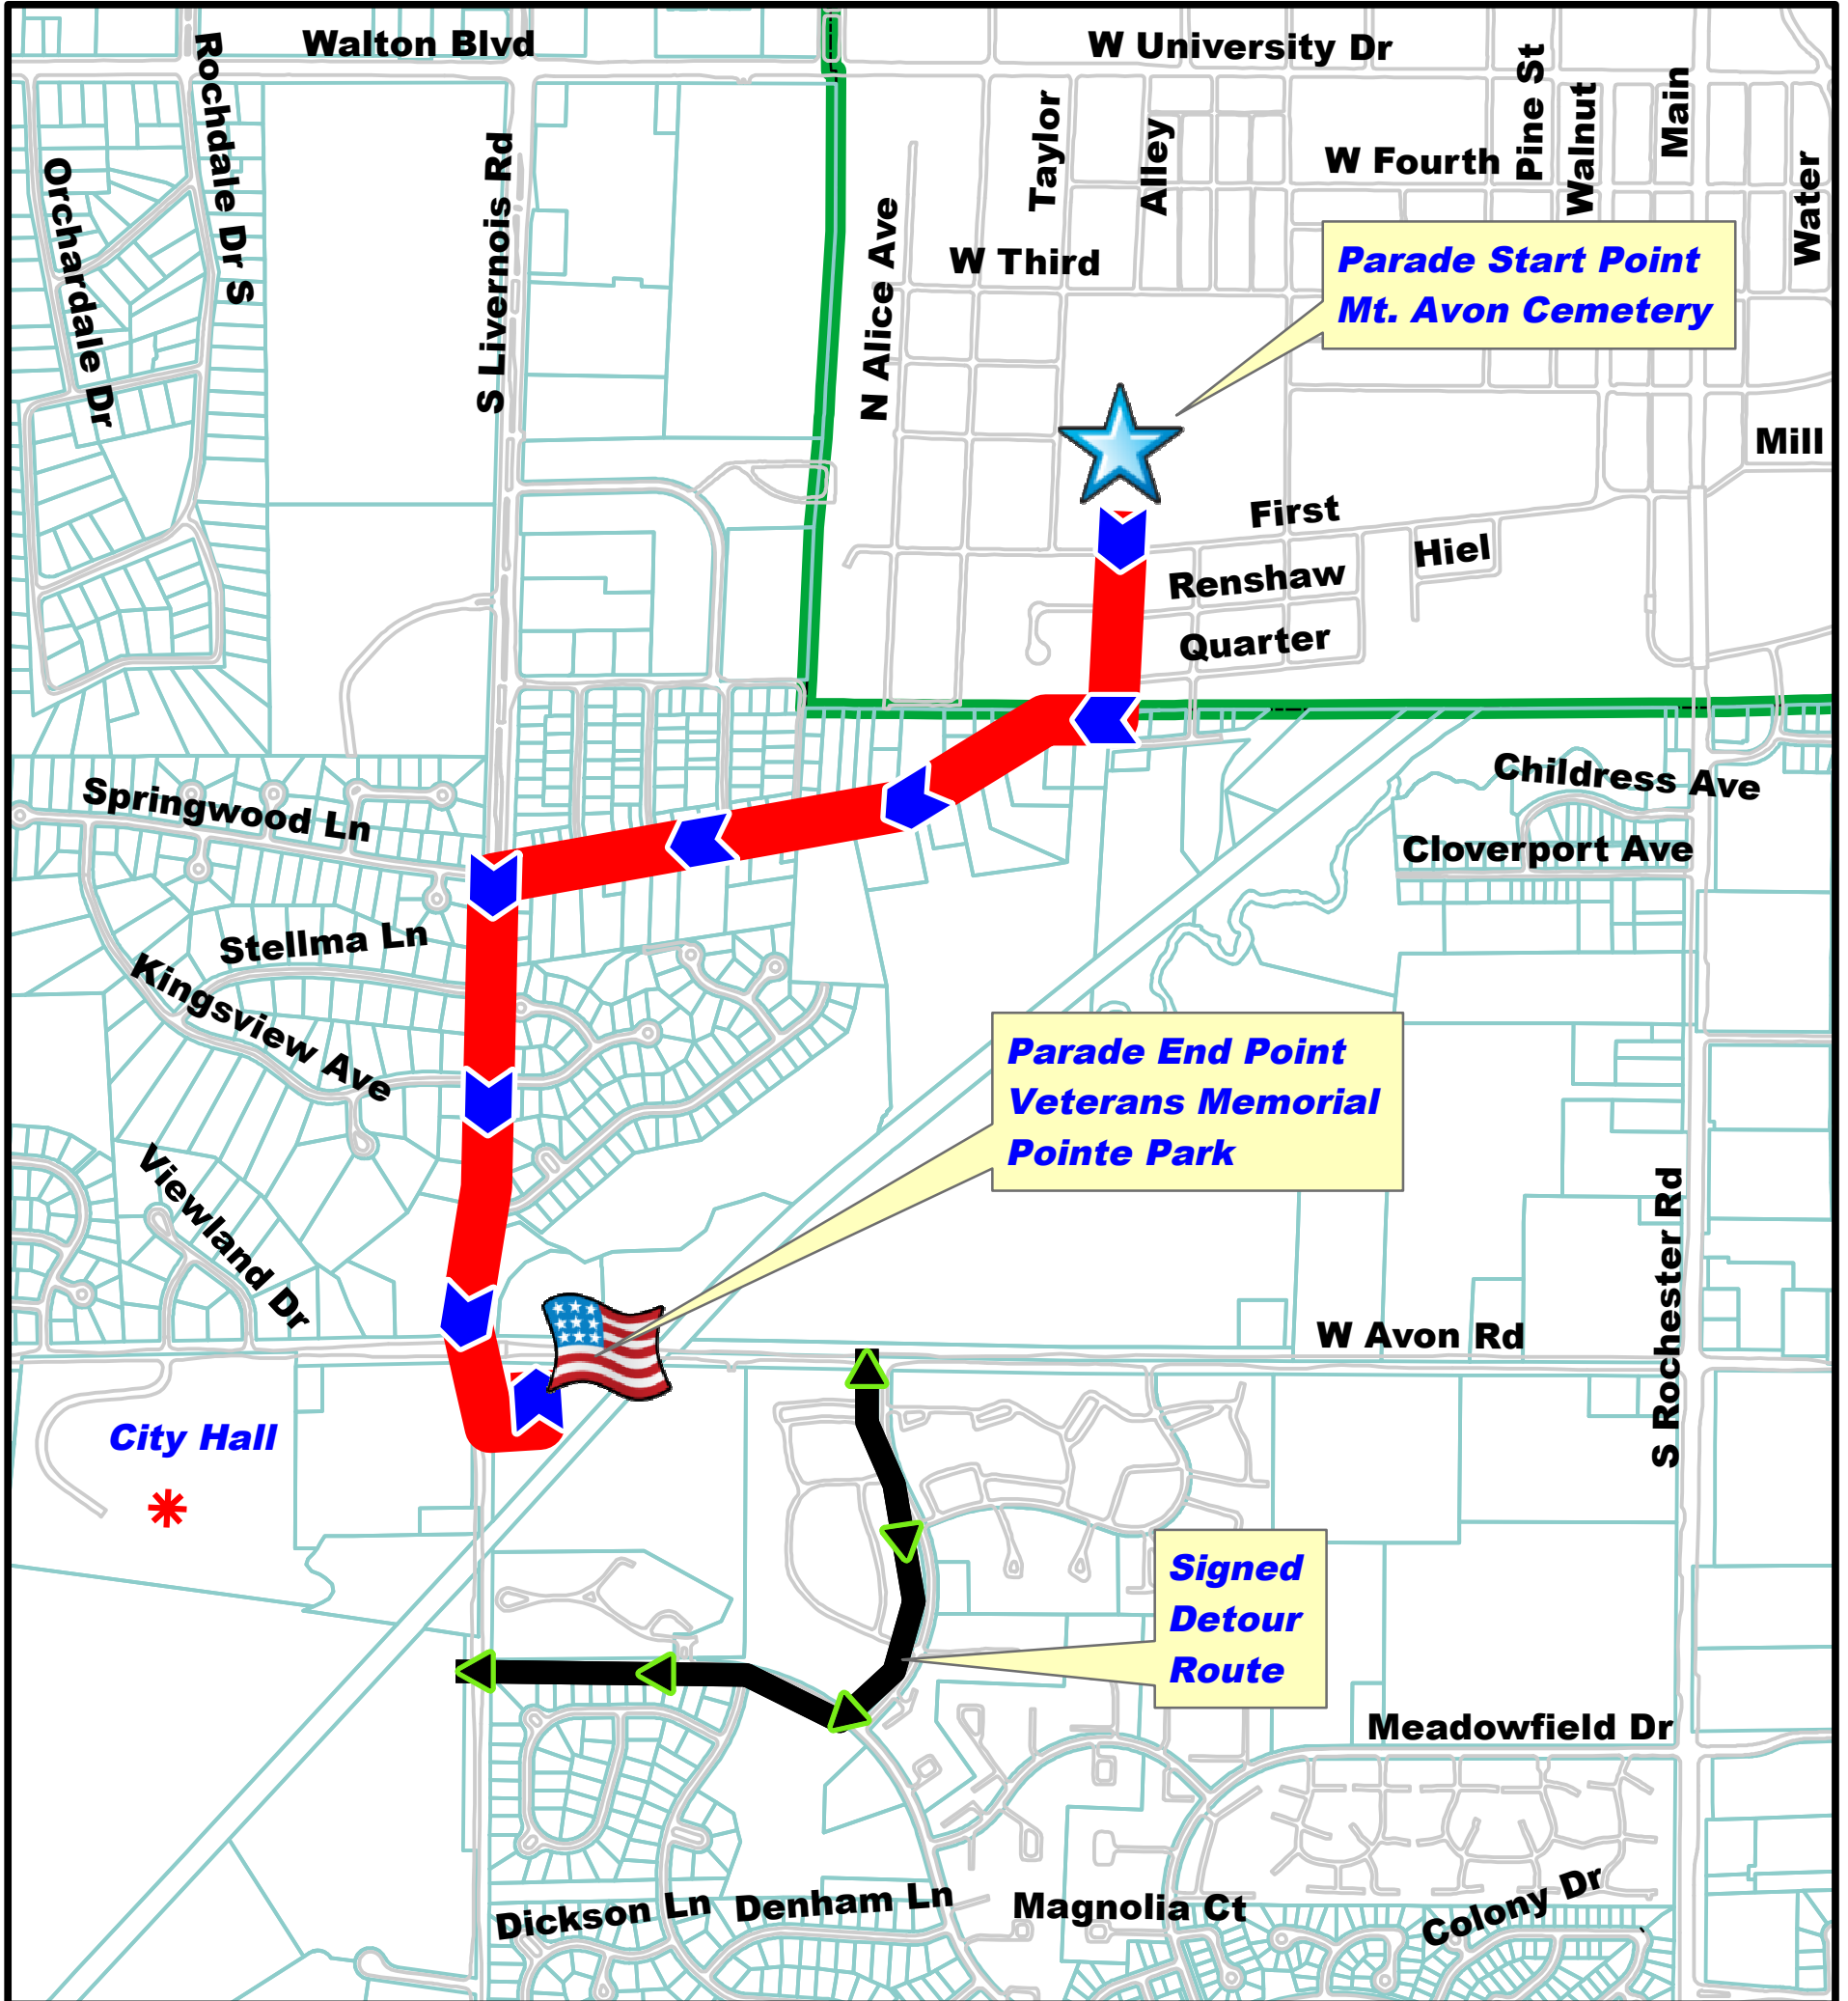 Walton Blvd
W University Dr
Rochdale Dr S
Orchardale Dr
S Livernois Rd
N Alice Ave
Taylor
Alley
W Third
W Fourth
Pine St
Walnut
Main
Water
Parade Start Point
Mt. Avon Cemetery
Mill
First
Hiel
Renshaw
Quarter
Childress Ave
Cloverport Ave
Springwood Ln
Stellma Ln
Kingsview Ave
Viewland Dr
Parade End Point
Veterans Memorial
Pointe Park
W Avon Rd
S Rochester Rd
City Hall
Signed
Detour
Route
Meadowfield Dr
Dickson Ln
Denham Ln
Magnolia Ct
Colony Dr